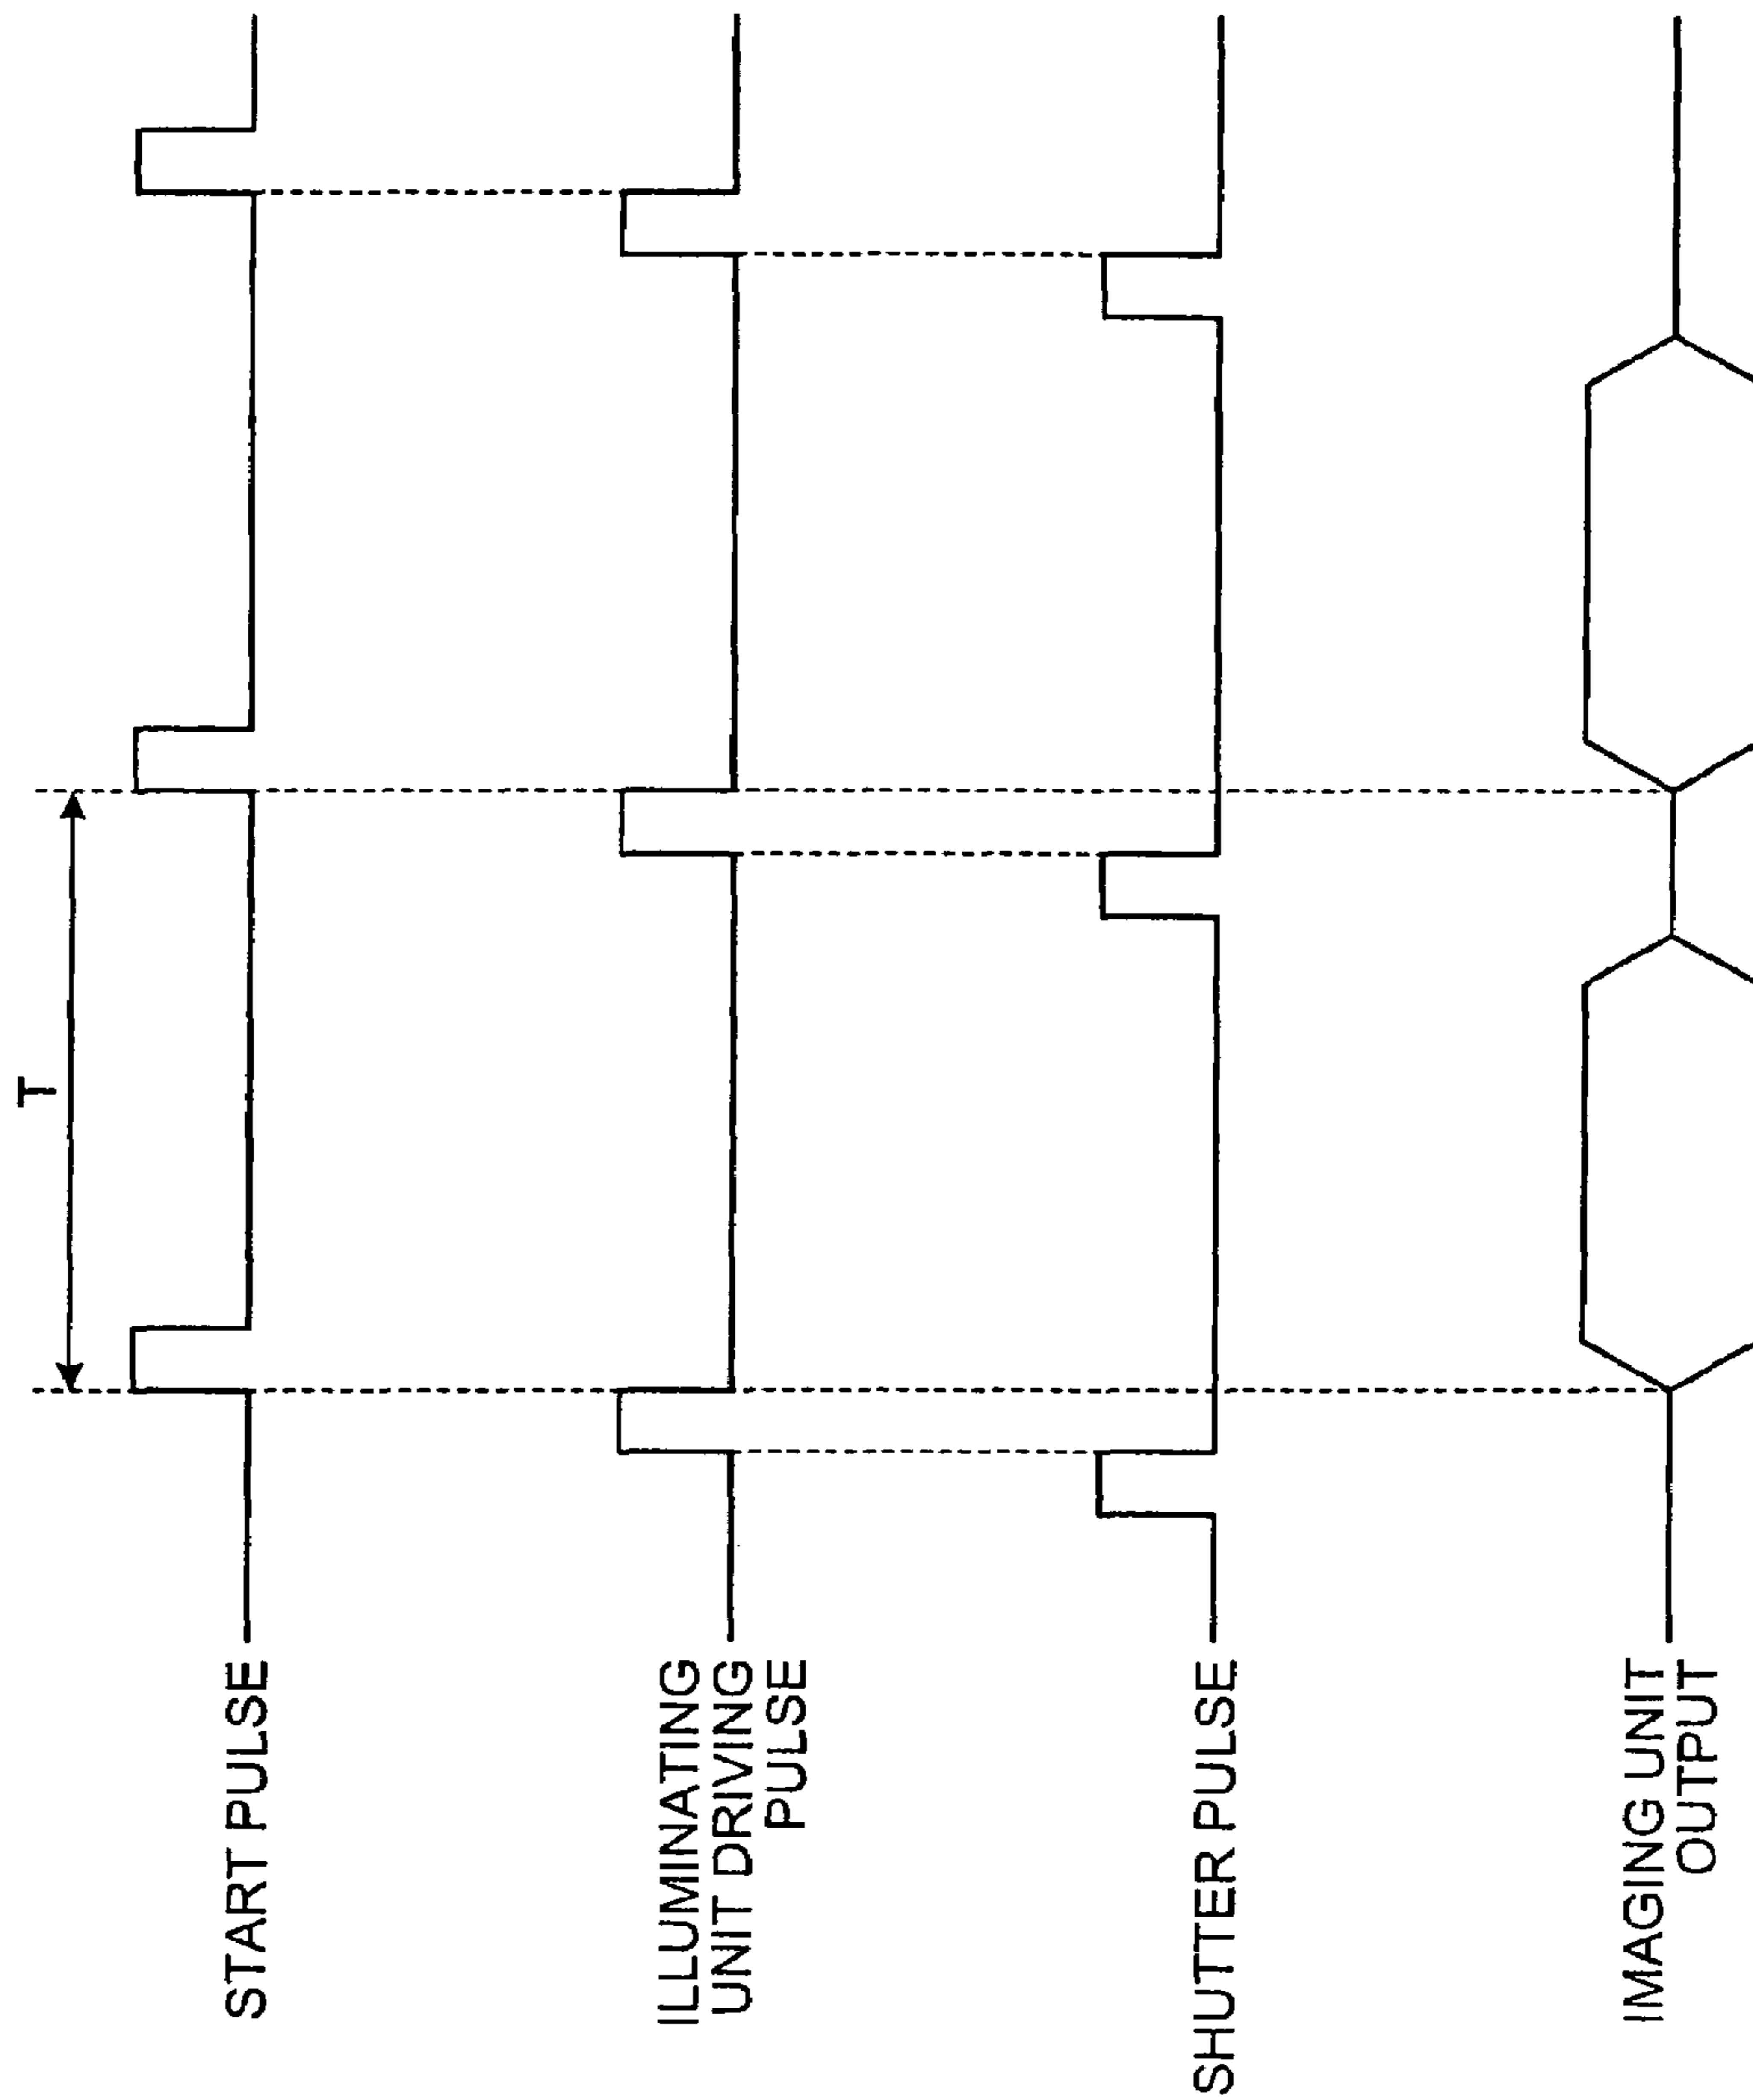 T
START PULSE
ILLUMINATING
UNIT DRIVING
PULSE
SHUTTER PULSE
IMAGING UNIT
OUTPUT